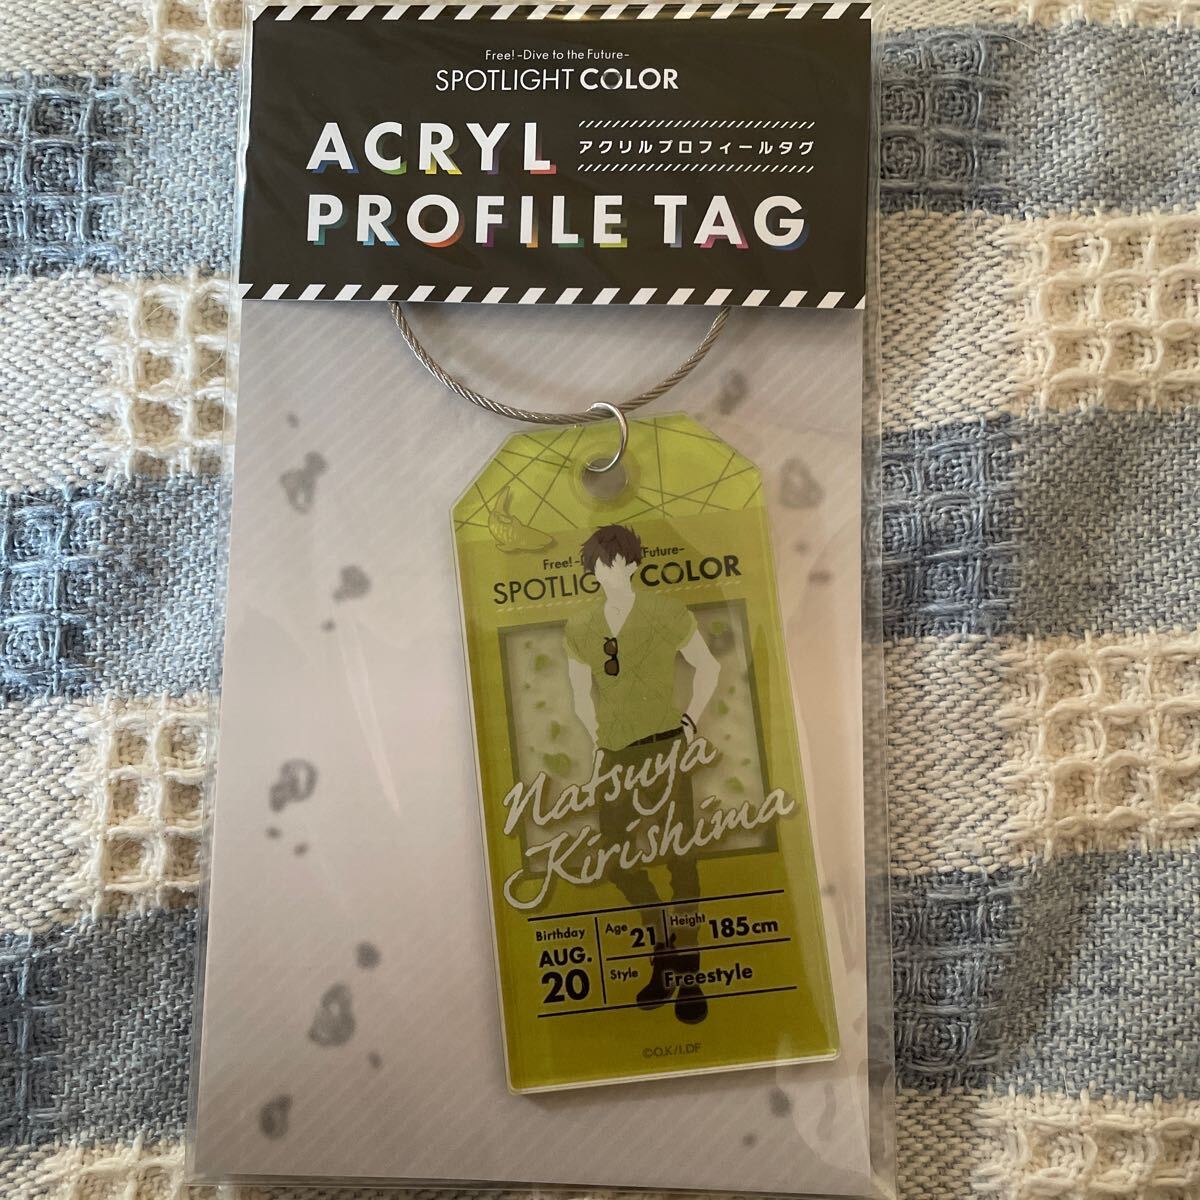 Free! -Dive to the Future-
SPOTLIGHT COLOR
ACRYL
アクリルプロフィールタグ
PROFILE TAG
Free! - Future-
SPOTLIG COLOR
Natsuya
Kirishima
Birthday
AUG.
20
Age 21
Height 185cm
Style Freestyle
©O.K/I.DF